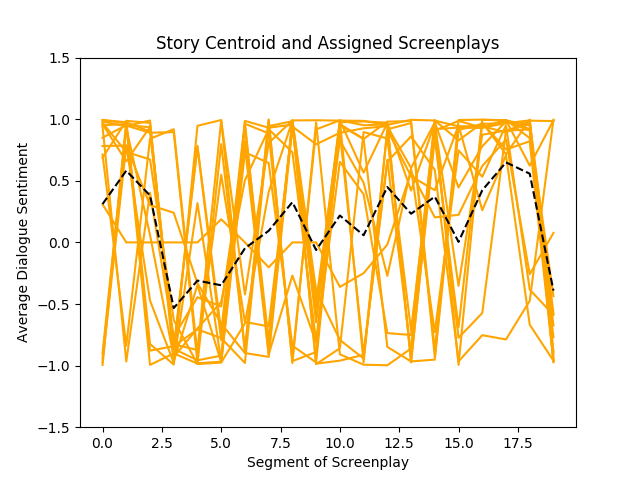 Story Centroid and Assigned Screenplays
1.5
1.0
0.5
0.0
−0.5
−1.0
−1.5
Average Dialogue Sentiment
0.0 2.5 5.0 7.5 10.0 12.5 15.0 17.5
Segment of Screenplay